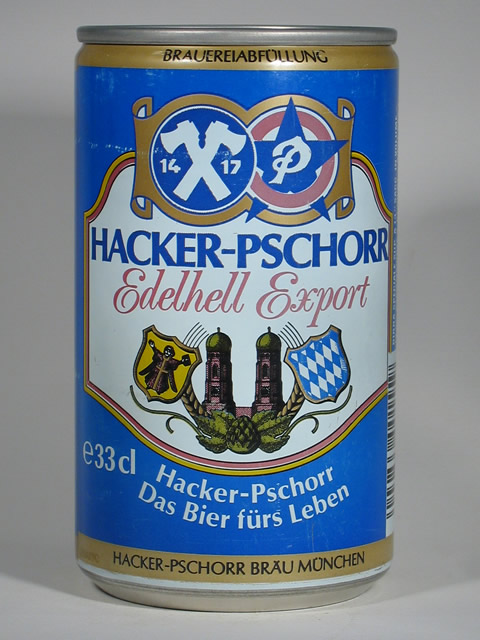 BRAUEREIABFÜLLUNG
14 17 P
HACKER-PSCHORR
Edelhell Export
e33cl
Hacker-Pschorr
Das Bier fürs Leben
HACKER-PSCHORR BRÄU MÜNCHEN